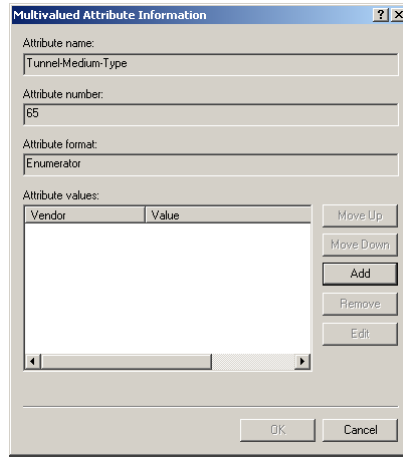 Multivalued Attribute Information
Attribute name:
Tunnel-Medium-Type
Attribute number:
65
Attribute format:
Enumerator
Attribute values:
Vendor Value
Move Up
Move Down
Add
Remove
Edit
OK Cancel